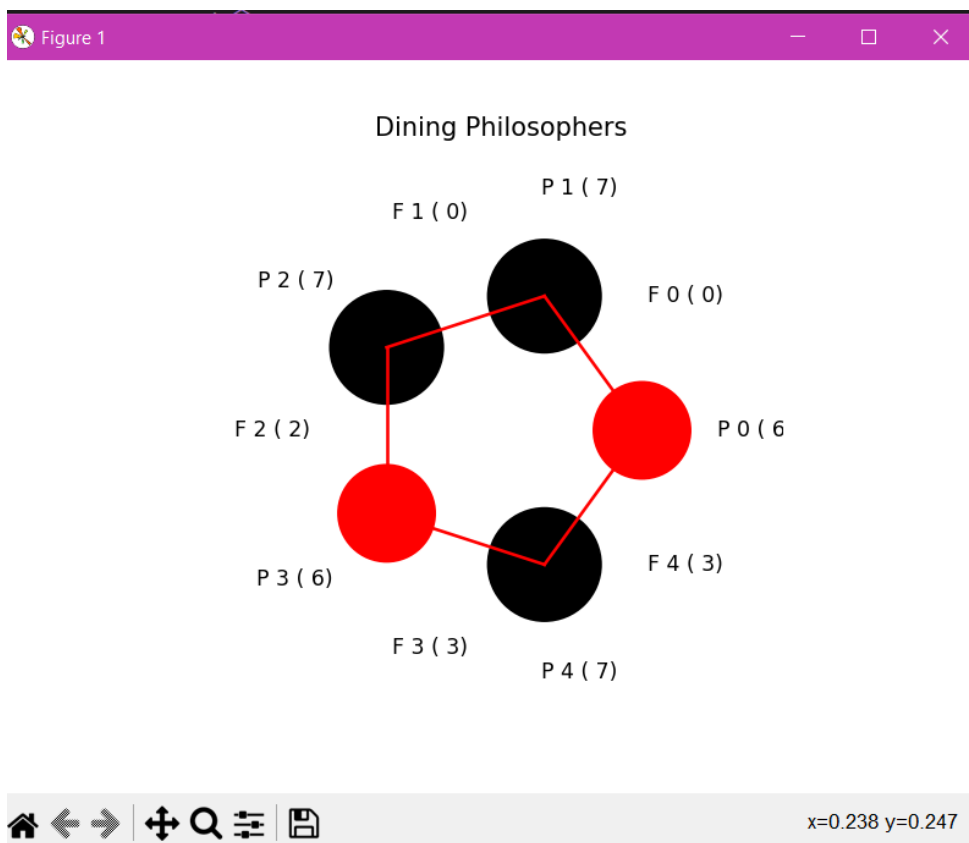 Figure 1
Dining Philosophers
P 1 ( 7)
F 1 ( 0)
P 2 ( 7)
F 0 ( 0)
F 2 ( 2)
P 0 ( 6
P 3 ( 6)
F 4 ( 3)
F 3 ( 3)
P 4 ( 7)
x=0.238 y=0.247